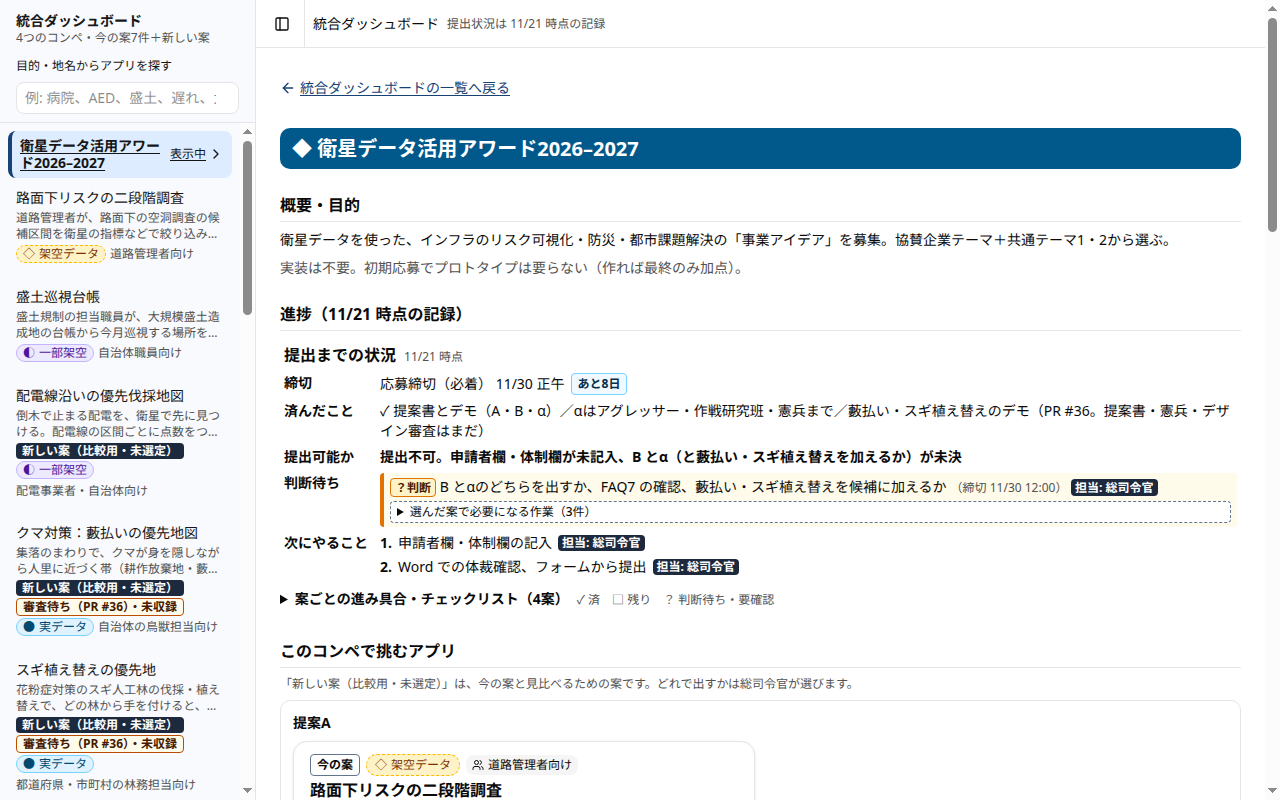 統合ダッシュボード
4つのコンペ・今の案7件＋新しい案
目的・地名からアプリを探す
例: 病院、AED、盛土、遅れ、
衛星データ活用アワー
ド2026–2027
表示中
路面下リスクの二段階調査
道路管理者が、路面下の空洞調査の候
補区間を衛星の指標などで絞り込み…
◇ 架空データ 道路管理者向け
盛土巡視台帳
盛土規制の担当職員が、大規模盛土造
成地の台帳から今月巡視する場所を…
一部架空 自治体職員向け
配電線沿いの優先伐採地図
倒木で止まる配電を、衛星で先に見つ
ける。配電線の区間ごとに点数をつ…
新しい案（比較用・未選定）
一部架空
配電事業者・自治体向け
クマ対策：藪払いの優先地図
集落のまわりで、クマが身を隠しなが
ら人里に近づく帯（耕作放棄地・藪…
新しい案（比較用・未選定）
審査待ち（PR #36）・未収録
実データ 自治体の鳥獣担当向け
スギ植え替えの優先地
花粉症対策のスギ人工林の伐採・植え
替えで、どの林から手を付けると、…
新しい案（比較用・未選定）
審査待ち（PR #36）・未収録
実データ
都道府県・市町村の林務担当向け
統合ダッシュボード 提出状況は 11/21 時点の記録
← 統合ダッシュボードの一覧へ戻る
◆ 衛星データ活用アワード2026–2027
概要・目的
衛星データを使った、インフラのリスク可視化・防災・都市課題解決の「事業アイデア」を募集。協賛企業テーマ＋共通テーマ1・2から選ぶ。
実装は不要。初期応募でプロトタイプは要らない（作れば最終のみ加点）。
進捗（11/21 時点の記録）
提出までの状況 11/21 時点
締切 応募締切（必着） 11/30 正午 あと8日
済んだこと ✓ 提案書とデモ（A・B・α）／αはアグレッサー・作戦研究班・憲兵まで／藪払い・スギ植え替えのデモ（PR #36。提案書・憲兵・デザ
イン審査はまだ）
提出可能か 提出不可。申請者欄・体制欄が未記入、B とα（と藪払い・スギ植え替えを加えるか）が未決
判断待ち ？判断 B とαのどちらを出すか、FAQ7 の確認、藪払い・スギ植え替えを候補に加えるか （締切 11/30 12:00） 担当: 総司令官
▶ 選んだ案で必要になる作業（3件）
次にやること 1. 申請者欄・体制欄の記入 担当: 総司令官
2. Word での体裁確認、フォームから提出 担当: 総司令官
▶ 案ごとの進み具合・チェックリスト（4案） ✓ 済 □ 残り ？ 判断待ち・要確認
このコンペで挑むアプリ
「新しい案（比較用・未選定）」は、今の案と見比べるための案です。どれで出すかは総司令官が選びます。
提案A
今の案 ◇ 架空データ 道路管理者向け
路面下リスクの二段階調査